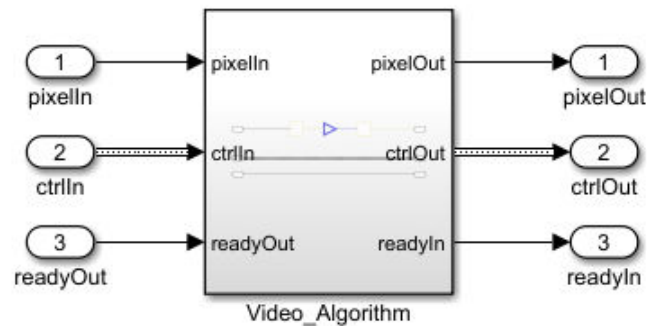 1
pixelIn
pixelIn
pixelOut
1
pixelOut
2
ctrlIn
ctrlIn
ctrlOut
2
ctrlOut
3
readyOut
readyOut
readyIn
3
readyIn
Video_Algorithm